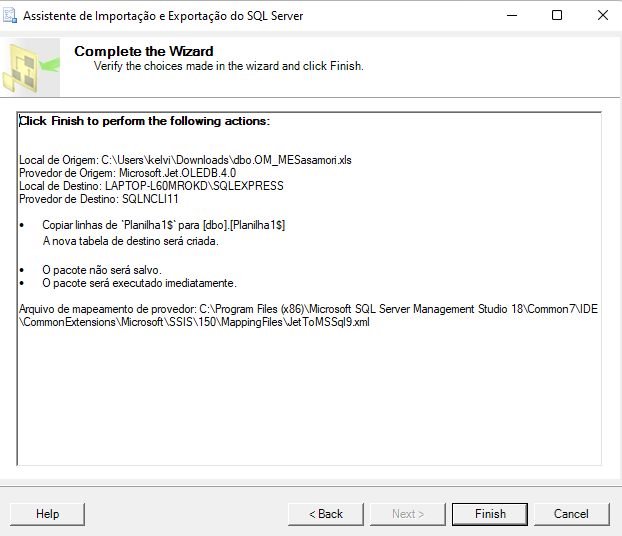 Assistente de Importação e Exportação do SQL Server
Complete the Wizard
Verify the choices made in the wizard and click Finish.
Click Finish to perform the following actions:
Local de Origem: C:\Users\kelvi\Downloads\dbo.OM_MESasamori.xls
Provedor de Origem: Microsoft.Jet.OLEDB.4.0
Local de Destino: LAPTOP-L60MROKD\SQLEXPRESS
Provedor de Destino: SQLNCLI11
• Copiar linhas de `Planilha1$` para [dbo].[Planilha1$]
A nova tabela de destino será criada.
• O pacote não será salvo.
• O pacote será executado imediatamente.
Arquivo de mapeamento de provedor: C:\Program Files (x86)\Microsoft SQL Server Management Studio 18\Common7\IDE
\CommonExtensions\Microsoft\SSIS\150\MappingFiles\JetToMSSql9.xml
Help
< Back
Next >
Finish
Cancel